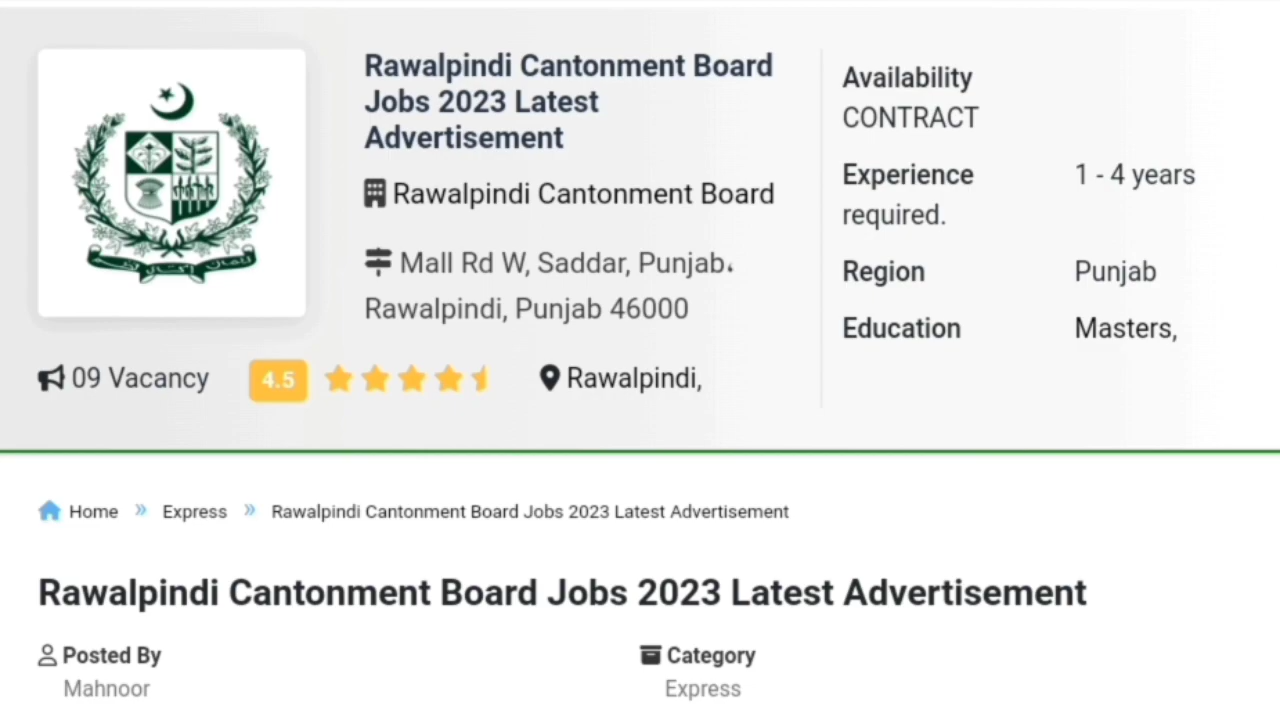 Rawalpindi Cantonment Board
Jobs 2023 Latest
Advertisement
Rawalpindi Cantonment Board
Mall Rd W, Saddar, Punjab،
Rawalpindi, Punjab 46000
09 Vacancy
4.5
Rawalpindi,
Availability
CONTRACT
Experience 1 - 4 years
required.
Region Punjab
Education Masters,
Home » Express » Rawalpindi Cantonment Board Jobs 2023 Latest Advertisement
Rawalpindi Cantonment Board Jobs 2023 Latest Advertisement
Posted By
Mahnoor
Category
Express